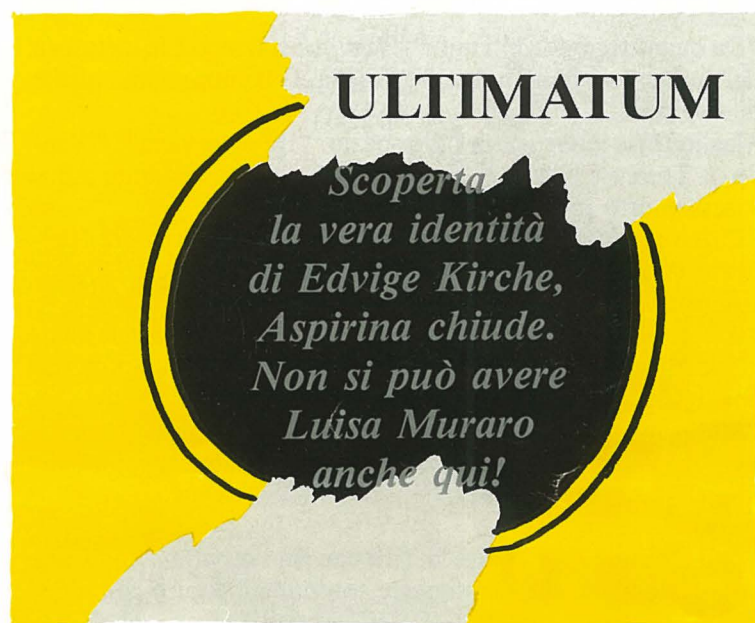 ULTIMATUM
Scoperta
la vera identità
di Edvige Kirche,
Aspirina chiude.
Non si può avere
Luisa Muraro
anche qui!